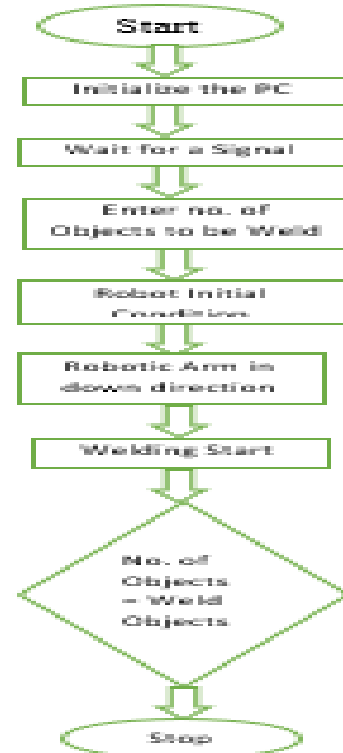 Start
Initialize the PC
Wait for a Signal
Enter no. of
Objects to be Weld
Robot Initial
Condition
Robotic Arm in
down direction
Welding Start
No. of
Objects
= Weld
Objects
Stop